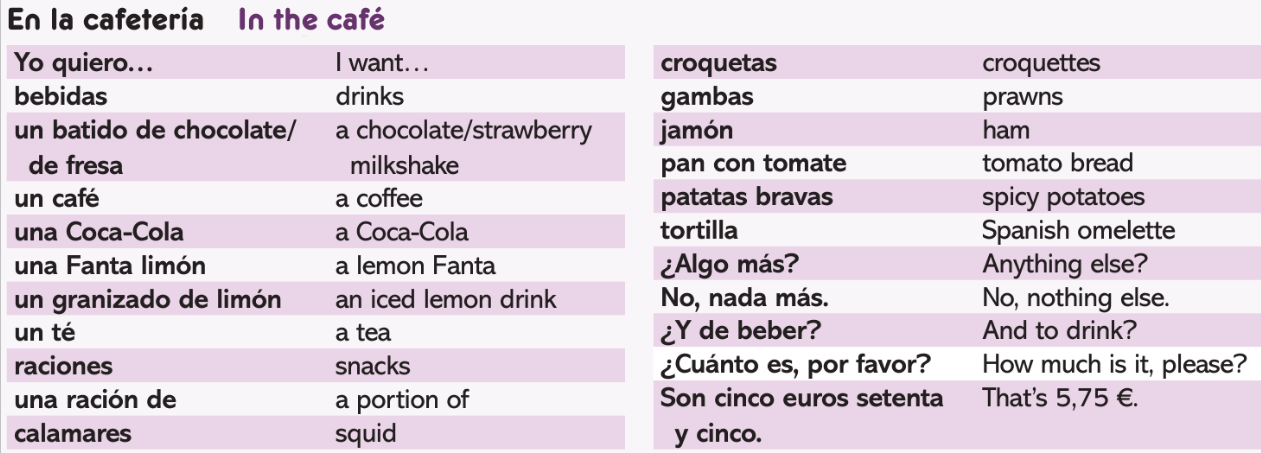 En la cafetería In the café
Yo quiero… I want…
bebidas drinks
un batido de chocolate/ a chocolate/strawberry
de fresa milkshake
un café a coffee
una Coca-Cola a Coca-Cola
una Fanta limón a lemon Fanta
un granizado de limón an iced lemon drink
un té a tea
raciones snacks
una ración de a portion of
calamares squid
croquetas croquettes
gambas prawns
jamón ham
pan con tomate tomato bread
patatas bravas spicy potatoes
tortilla Spanish omelette
¿Algo más? Anything else?
No, nada más. No, nothing else.
¿Y de beber? And to drink?
¿Cuánto es, por favor? How much is it, please?
Son cinco euros setenta That's 5,75 €.
y cinco.